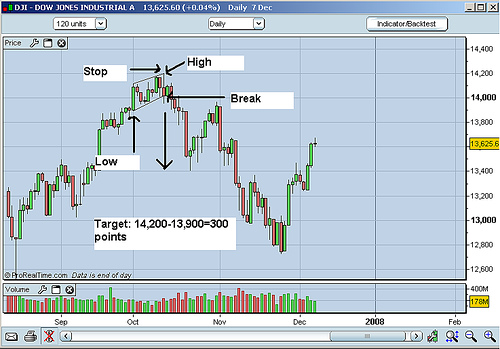 DJI - DOW JONES INDUSTRIAL A 13,625.60 (+0.04%) Daily 7 Dec
120 units Daily Indicator/Backtest
Price
High
Stop
Break
Low
Target: 14,200-13,900=300
points
14,400
14,200
14,000
13,800
13,625.6
13,400
13,200
13,000
12,800
12,600
© ProRealTime.com Data is end of day
Volume
400M
178M
Sep Oct Nov Dec 2008 Feb